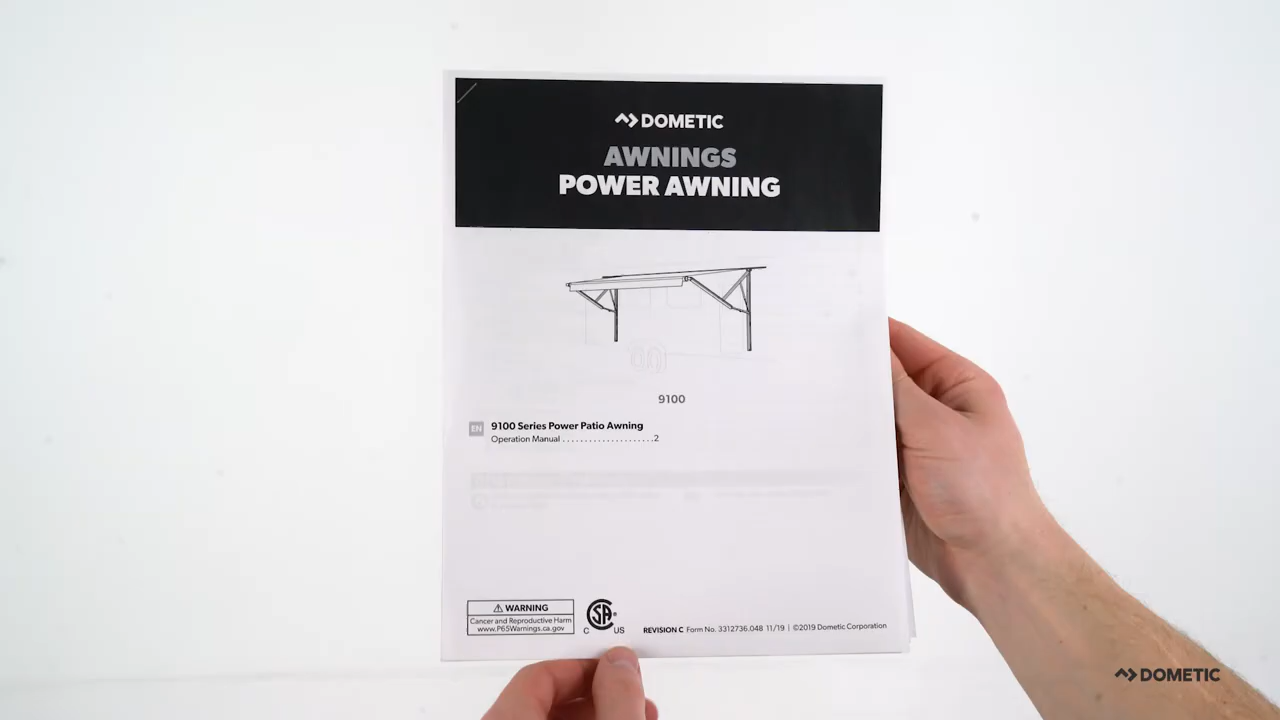 DOMETIC
AWNINGS
POWER AWNING
9100
EN
9100 Series Power Patio Awning
Operation Manual . . . . . . . . . . . . . . . . . . . . .2
WARNING
Cancer and Reproductive Harm
www.P65Warnings.ca.gov
CSA®
C US
REVISION C Form No. 3312736.048 11/19 | ©2019 Dometic Corporation
DOMETIC